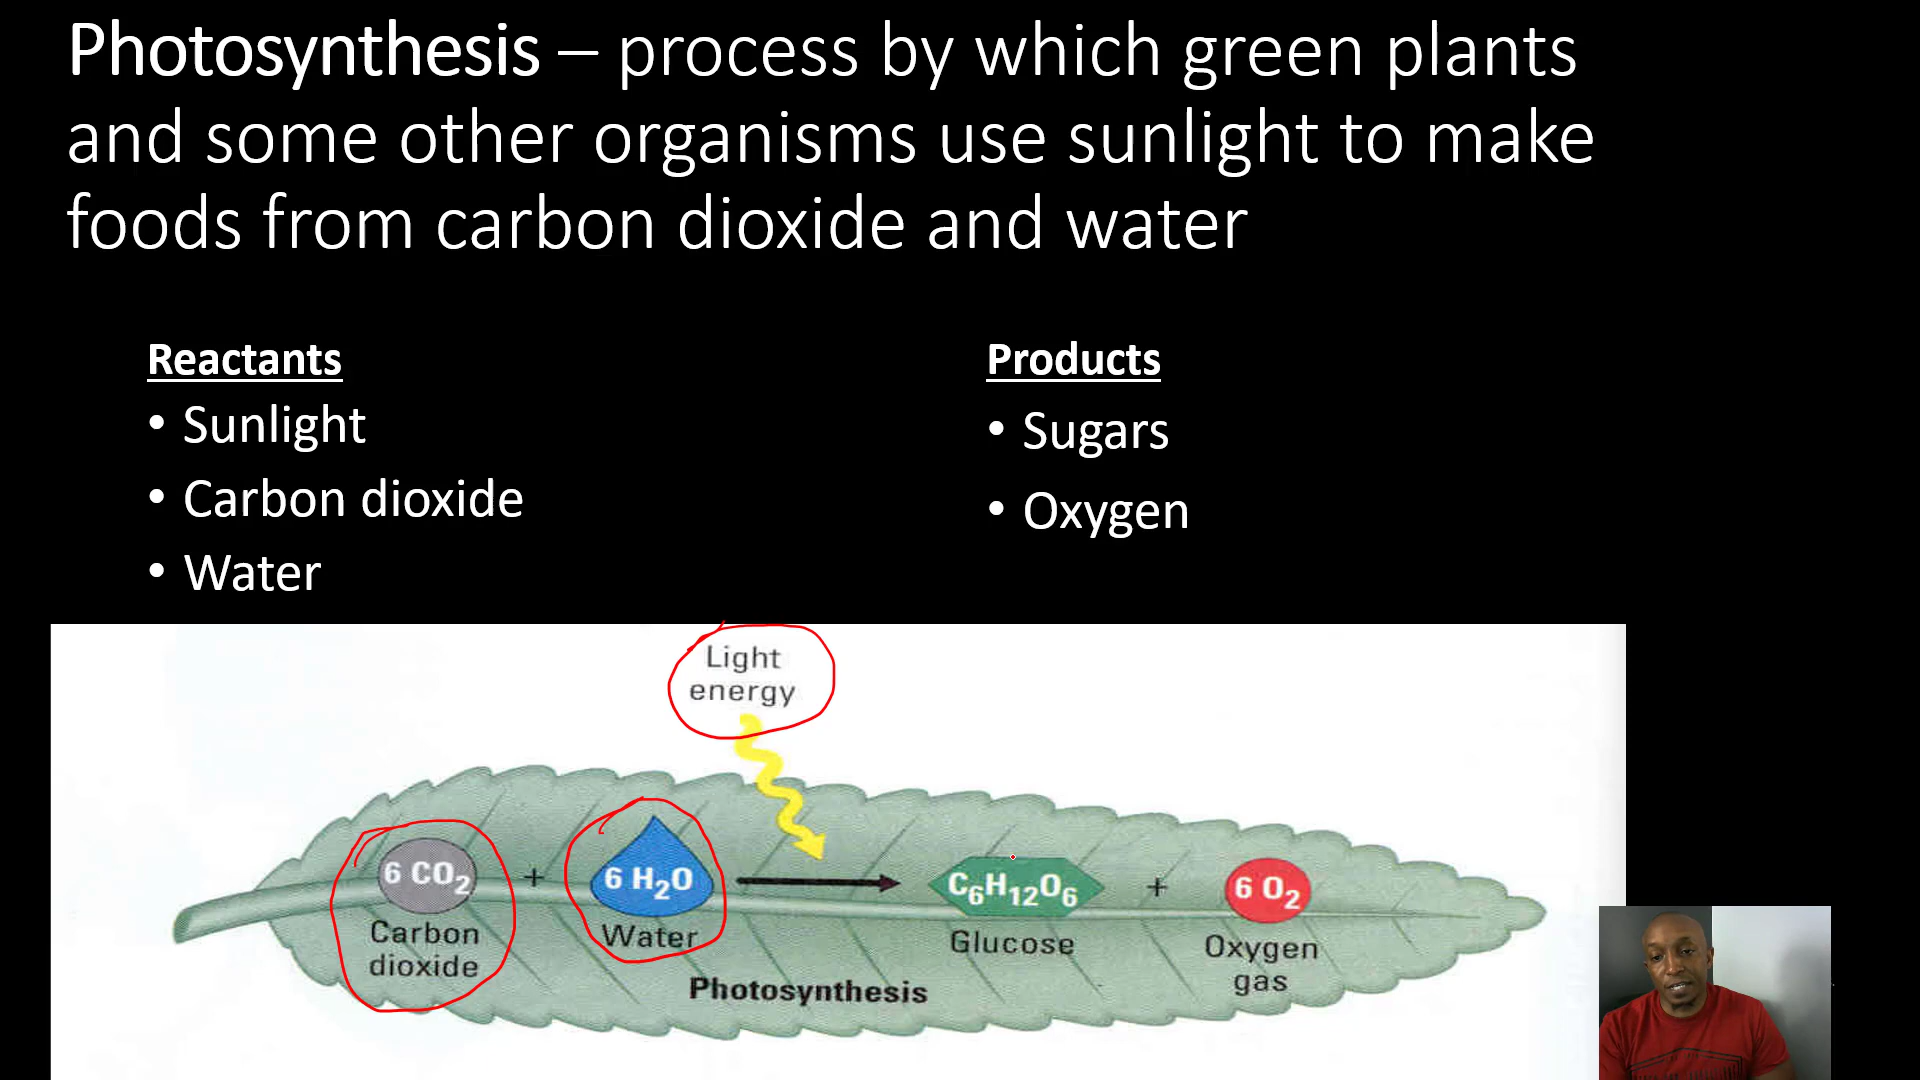 Photosynthesis – process by which green plants
and some other organisms use sunlight to make
foods from carbon dioxide and water
Reactants
• Sunlight
• Carbon dioxide
• Water
Products
• Sugars
• Oxygen
Light
energy
6 CO₂ + 6 H₂O C₆H₁₂O₆ + 6 O₂
Carbon
dioxide
Water
Glucose
Oxygen
gas
Photosynthesis